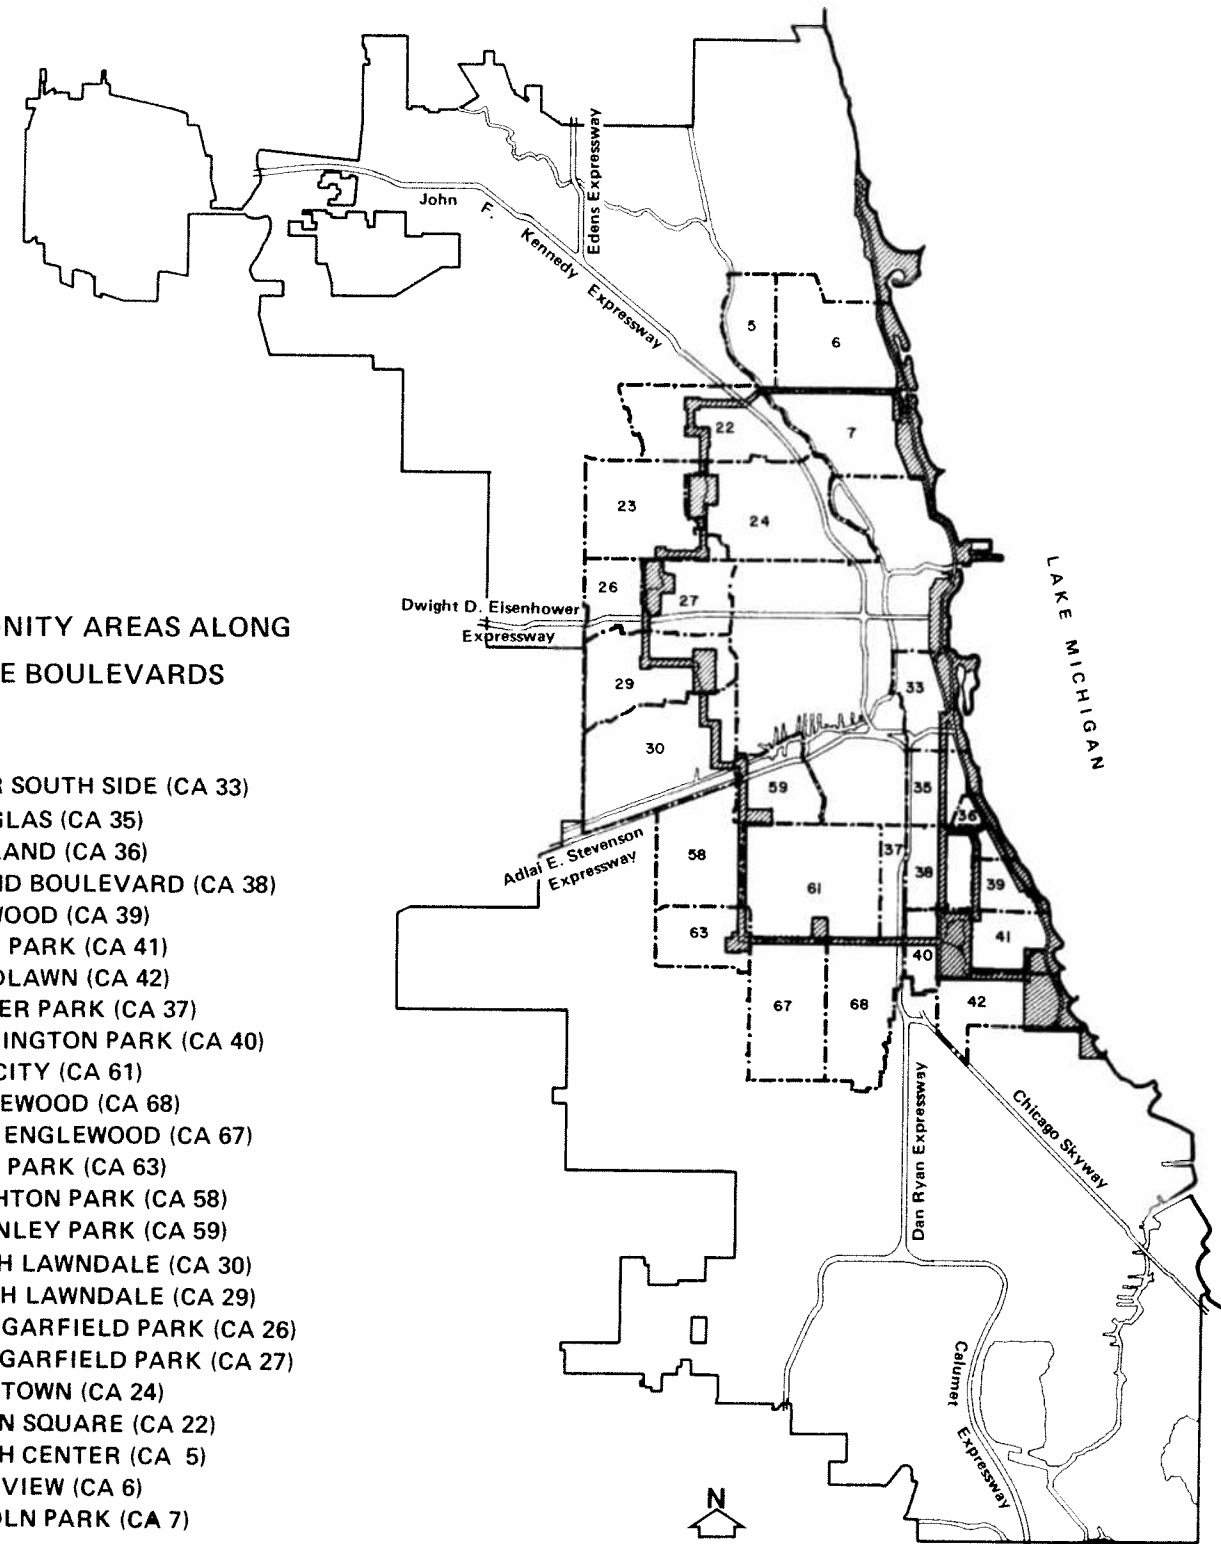 NITY AREAS ALONG
E BOULEVARDS
R SOUTH SIDE (CA 33)
GLAS (CA 35)
LAND (CA 36)
ND BOULEVARD (CA 38)
WOOD (CA 39)
PARK (CA 41)
DLAWN (CA 42)
ER PARK (CA 37)
INGTON PARK (CA 40)
CITY (CA 61)
EWOOD (CA 68)
ENGLEWOOD (CA 67)
PARK (CA 63)
HTON PARK (CA 58)
NLEY PARK (CA 59)
H LAWNDALE (CA 30)
H LAWNDALE (CA 29)
GARFIELD PARK (CA 26)
GARFIELD PARK (CA 27)
TOWN (CA 24)
N SQUARE (CA 22)
H CENTER (CA 5)
VIEW (CA 6)
OLN PARK (CA 7)
John F. Kennedy Expressway
Edens Expressway
5
6
22
7
23
24
26
27
Dwight D. Eisenhower
Expressway
29
33
30
LAKE MICHIGAN
59
35
36
Adlai E. Stevenson
Expressway
58
37
38
39
61
63
40
41
67
68
42
Dan Ryan Expressway
Chicago Skyway
Calumet Expressway
N